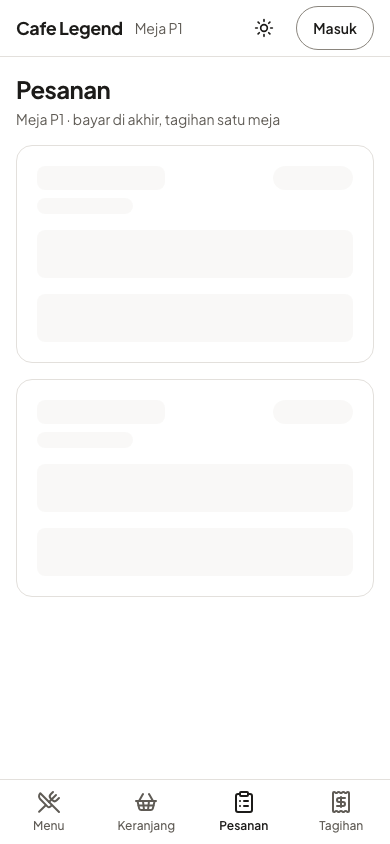 Cafe Legend Meja P1 Masuk
Pesanan
Meja P1 · bayar di akhir, tagihan satu meja
Menu Keranjang Pesanan Tagihan